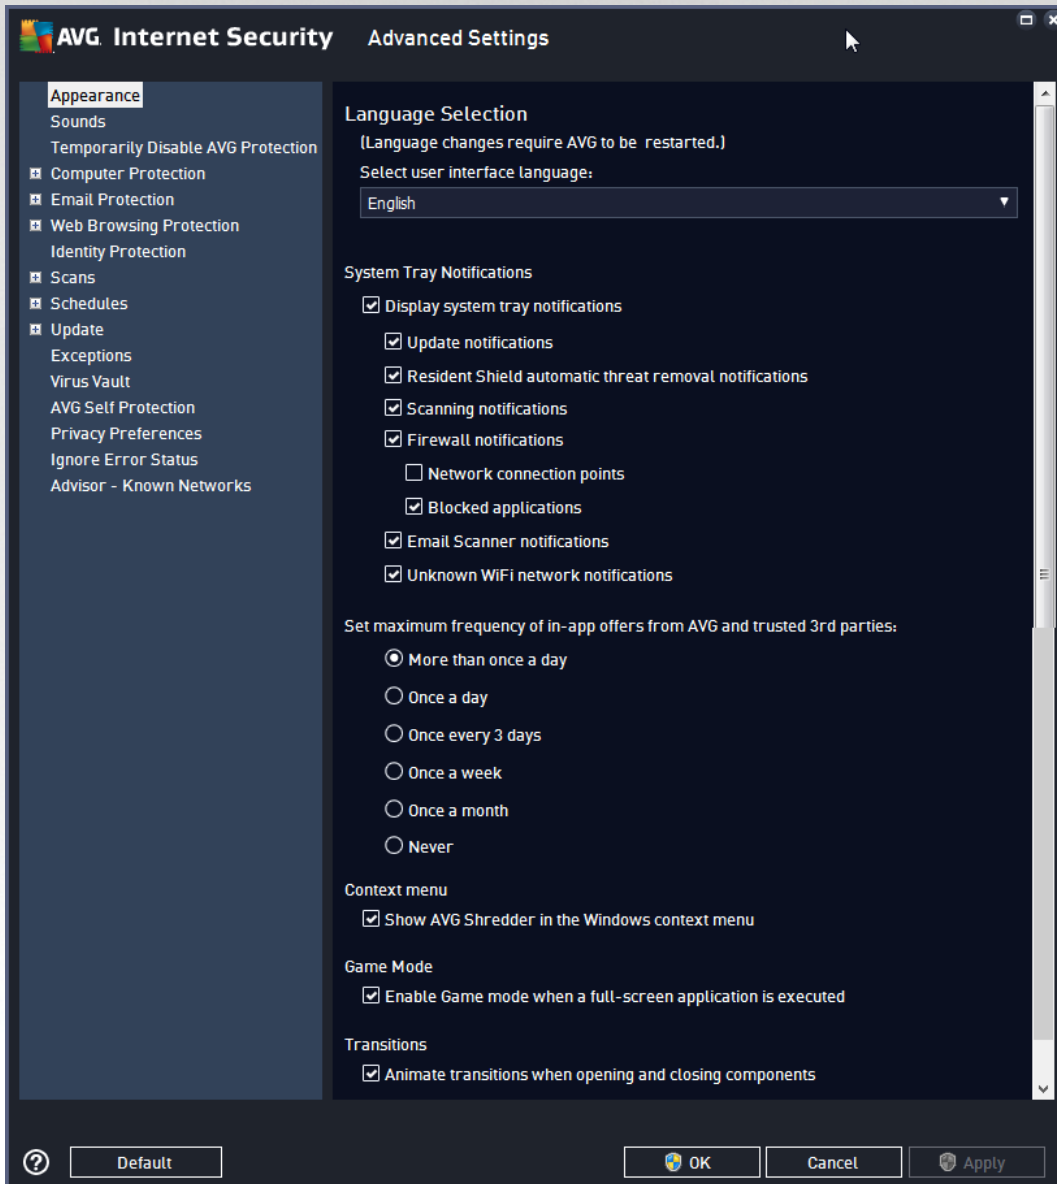 AVG. Internet Security Advanced Settings
Appearance
Sounds
Temporarily Disable AVG Protection
Computer Protection
Email Protection
Web Browsing Protection
Identity Protection
Scans
Schedules
Update
Exceptions
Virus Vault
AVG Self Protection
Privacy Preferences
Ignore Error Status
Advisor - Known Networks
Language Selection
(Language changes require AVG to be restarted.)
Select user interface language:
English
System Tray Notifications
Display system tray notifications
Update notifications
Resident Shield automatic threat removal notifications
Scanning notifications
Firewall notifications
Network connection points
Blocked applications
Email Scanner notifications
Unknown WiFi network notifications
Set maximum frequency of in-app offers from AVG and trusted 3rd parties:
More than once a day
Once a day
Once every 3 days
Once a week
Once a month
Never
Context menu
Show AVG Shredder in the Windows context menu
Game Mode
Enable Game mode when a full-screen application is executed
Transitions
Animate transitions when opening and closing components
? Default OK Cancel Apply